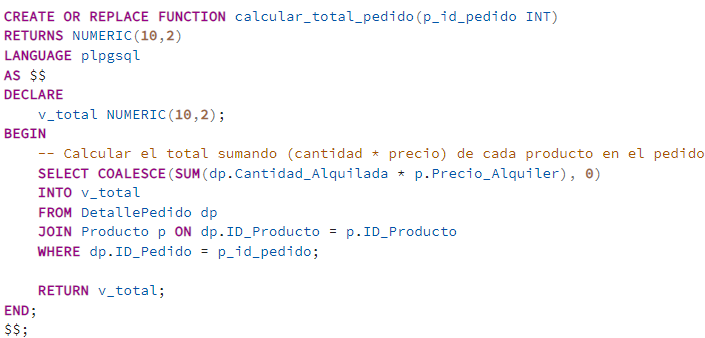 CREATE OR REPLACE FUNCTION calcular_total_pedido(p_id_pedido INT)
RETURNS NUMERIC(10,2)
LANGUAGE plpgsql
AS $$
DECLARE
    v_total NUMERIC(10,2);
BEGIN
    -- Calcular el total sumando (cantidad * precio) de cada producto en el pedido
    SELECT COALESCE(SUM(dp.Cantidad_Alquilada * p.Precio_Alquiler), 0)
    INTO v_total
    FROM DetallePedido dp
    JOIN Producto p ON dp.ID_Producto = p.ID_Producto
    WHERE dp.ID_Pedido = p_id_pedido;

    RETURN v_total;
END;
$$;